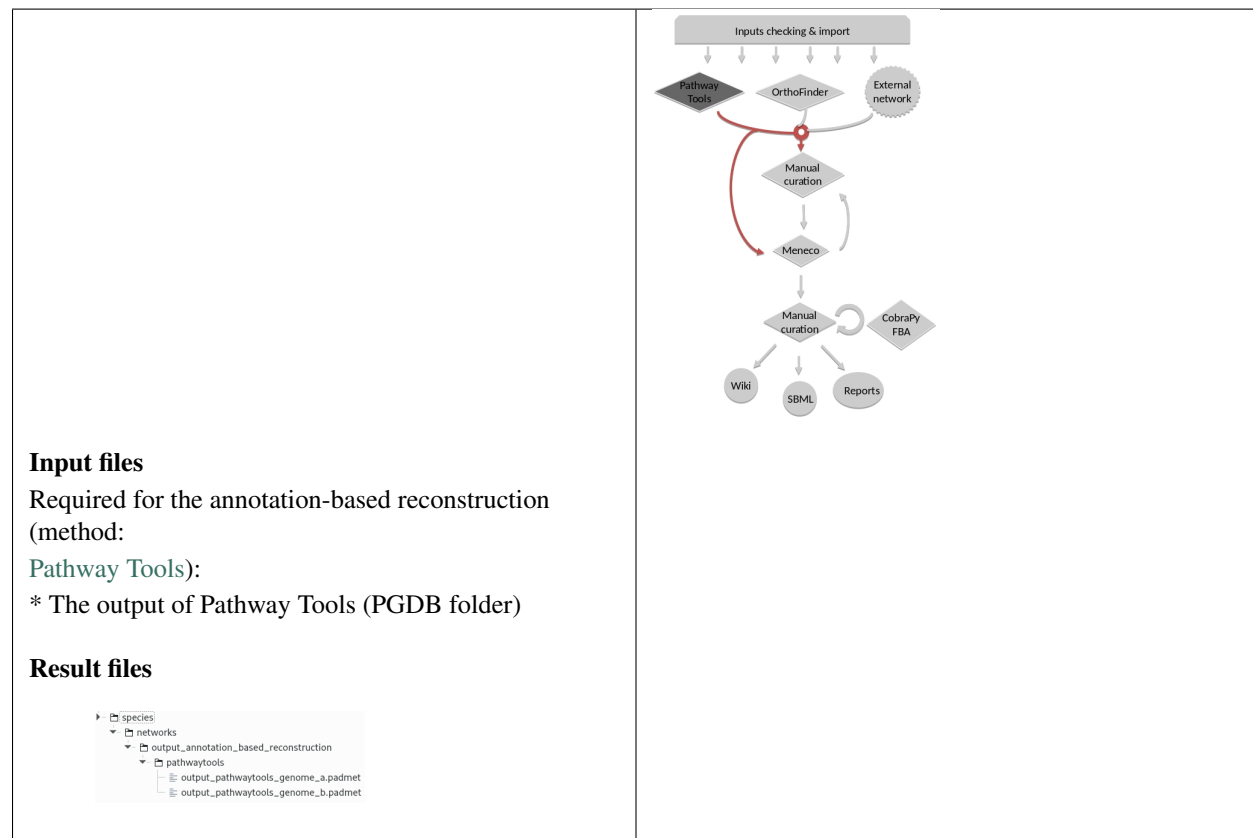 Input files
Required for the annotation-based reconstruction
(method:
Pathway Tools):
* The output of Pathway Tools (PGDB folder)
Result files
species
networks
output_annotation_based_reconstruction
pathwaytools
output_pathwaytools_genome_a.padmet
output_pathwaytools_genome_b.padmet
Inputs checking & import
Pathway
Tools
OrthoFinder
External
network
Manual
curation
Meneco
Manual
curation
CobraPy
FBA
Wiki
SBML
Reports